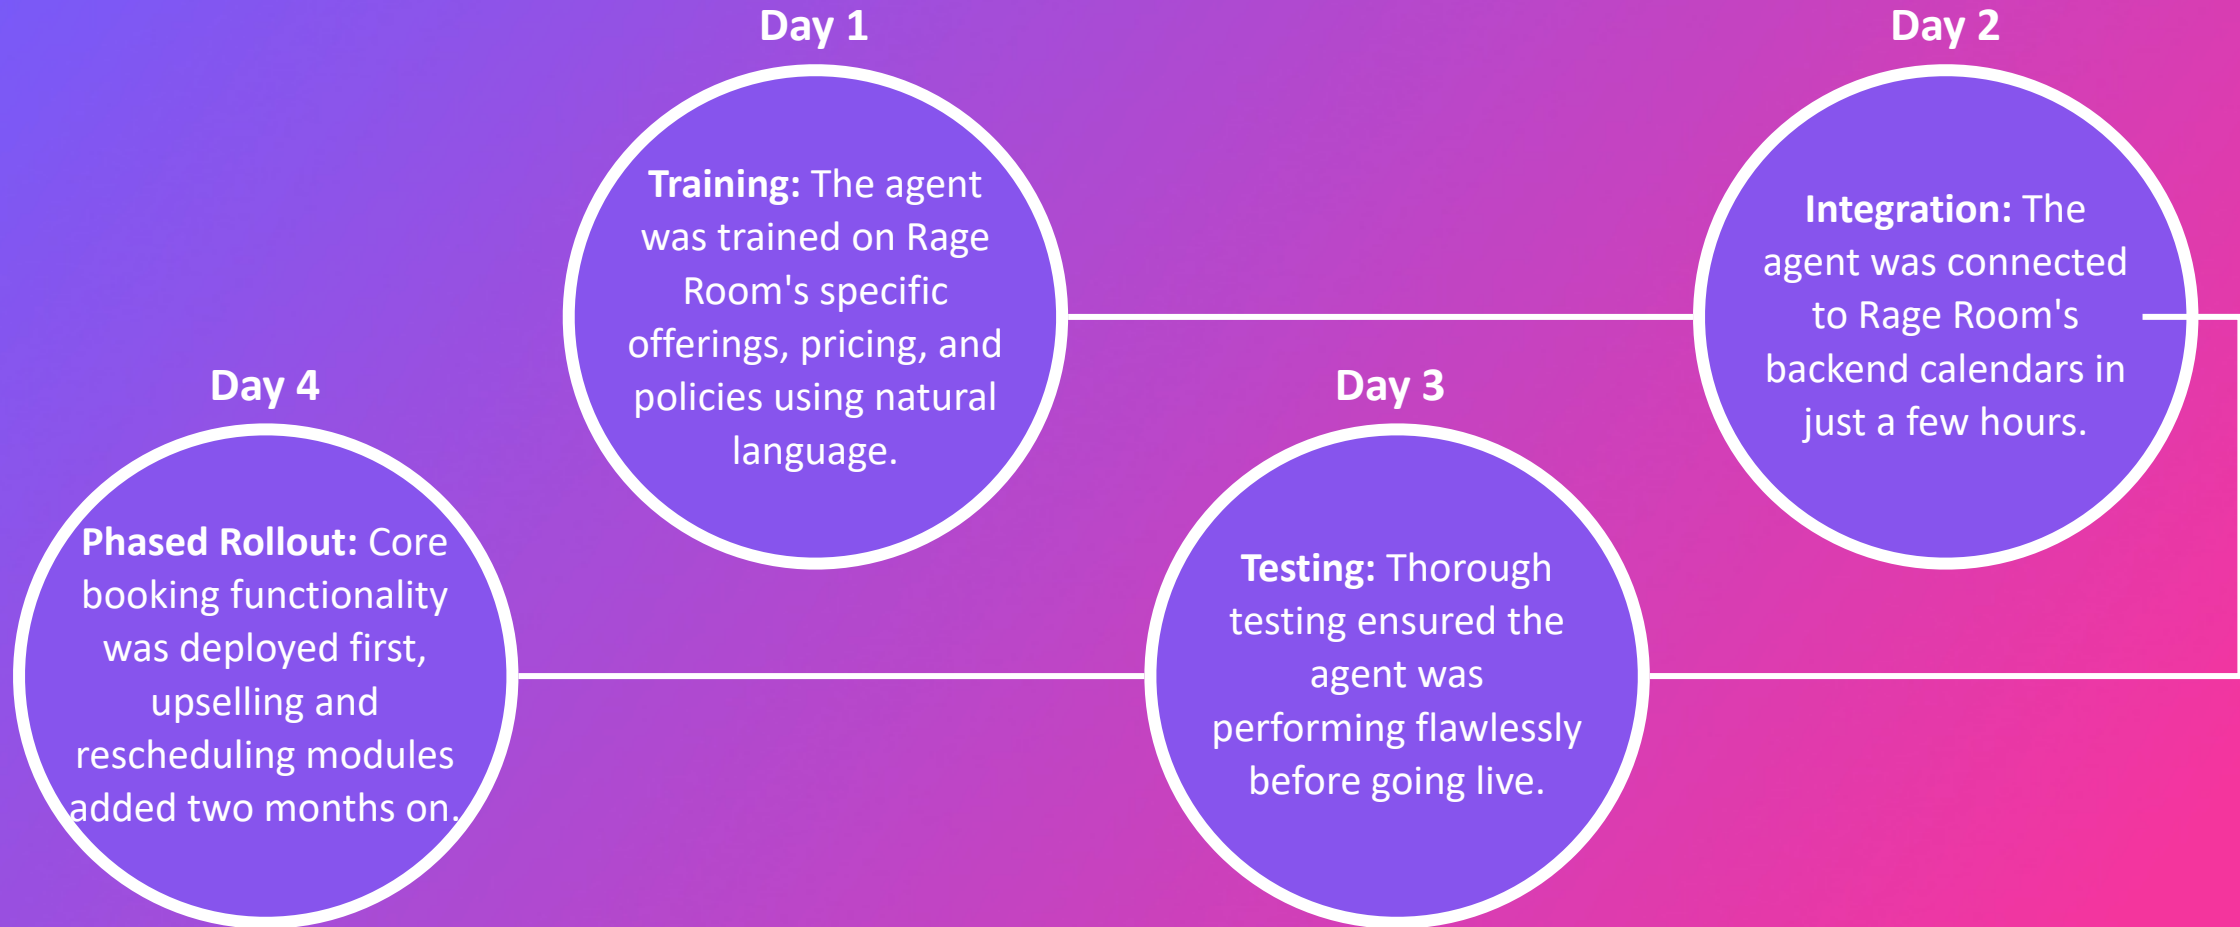 Day 1
Training: The agent
was trained on Rage
Room's specific
offerings, pricing, and
policies using natural
language.
Day 2
Integration: The
agent was connected
to Rage Room's
backend calendars in
just a few hours.
Day 3
Testing: Thorough
testing ensured the
agent was
performing flawlessly
before going live.
Day 4
Phased Rollout: Core
booking functionality
was deployed first,
upselling and
rescheduling modules
added two months on.